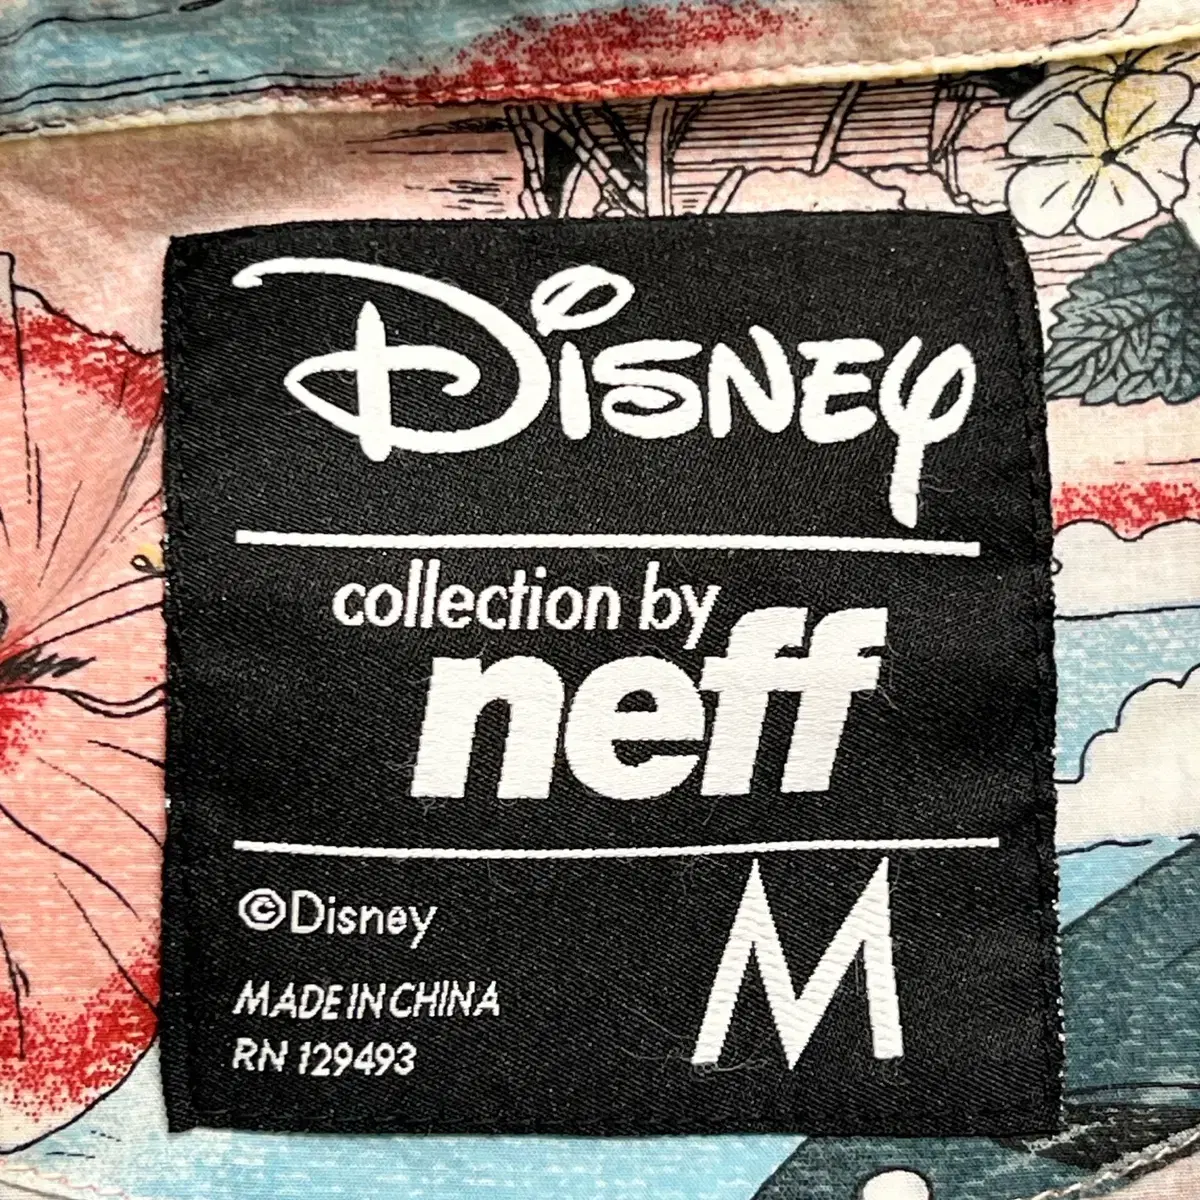 Disney
collection by
neff
©Disney
MADE IN CHINA
RN 129493
M